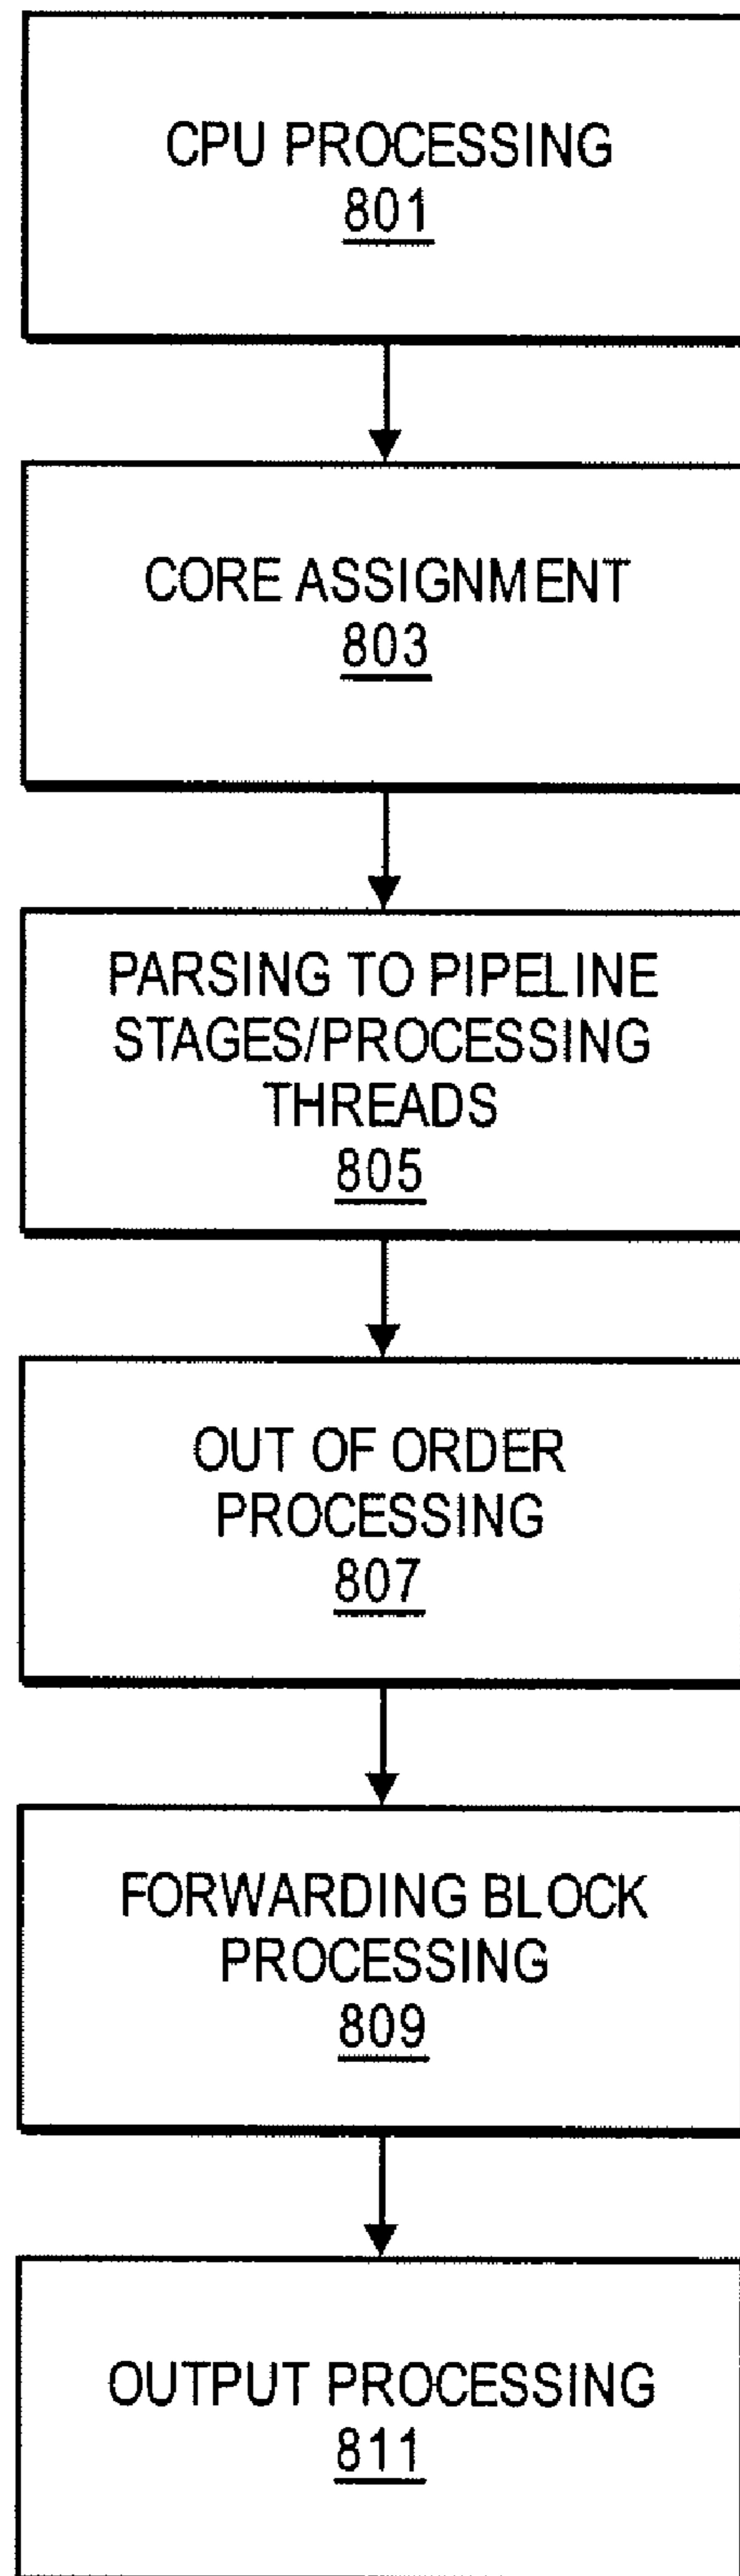 CPU PROCESSING
801
CORE ASSIGNMENT
803
PARSING TO PIPELINE
STAGES/PROCESSING
THREADS
805
OUT OF ORDER
PROCESSING
807
FORWARDING BLOCK
PROCESSING
809
OUTPUT PROCESSING
811